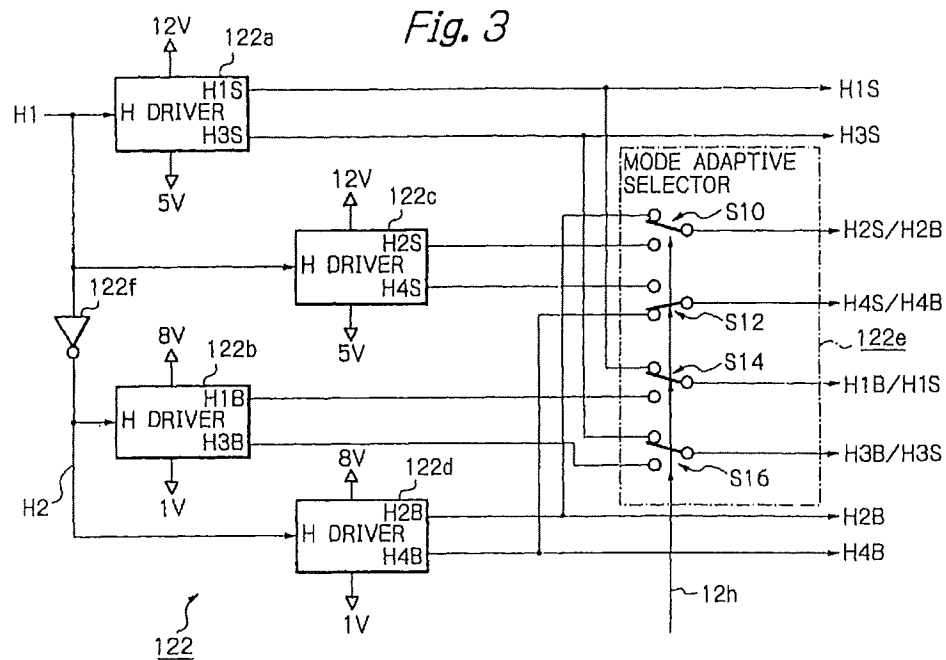 Fig. 3
12V
122a
H1
H DRIVER
H1S
H3S
H1S
H3S
5V
MODE ADAPTIVE
SELECTOR
12V
122c
H DRIVER
H2S
H4S
S10
H2S/H2B
122f
S12
H4S/H4B
5V
122e
8V
122b
S14
H DRIVER
H1B
H3B
H1B/H1S
8V
122d
H3B/H3S
S16
H2
1V
H DRIVER
H2B
H4B
H2B
H4B
1V
12h
122